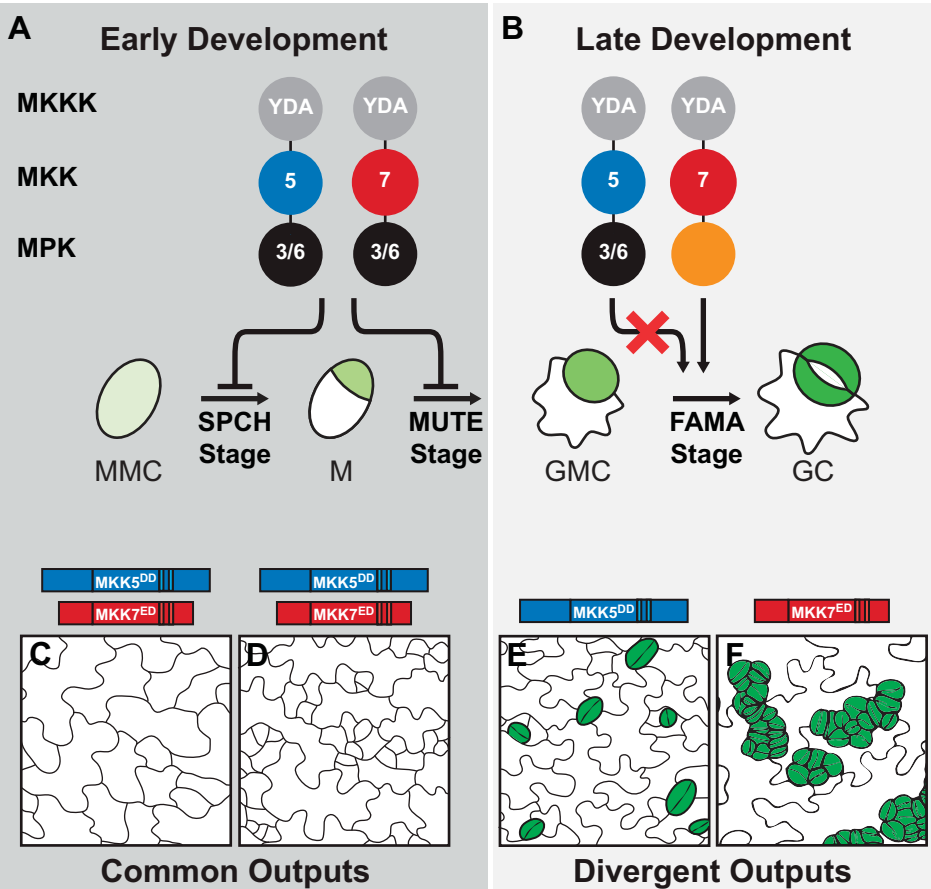 A
Early Development
MKKK
YDA
YDA
MKK
5
7
MPK
3/6
3/6
SPCH
Stage
MUTE
Stage
MMC
M
MKK5DD
MKK7ED
MKK5DD
MKK7ED
C
D
Common Outputs
B
Late Development
YDA
YDA
5
7
3/6
FAMA
Stage
GMC
GC
MKK5DD
MKK7ED
E
F
Divergent Outputs